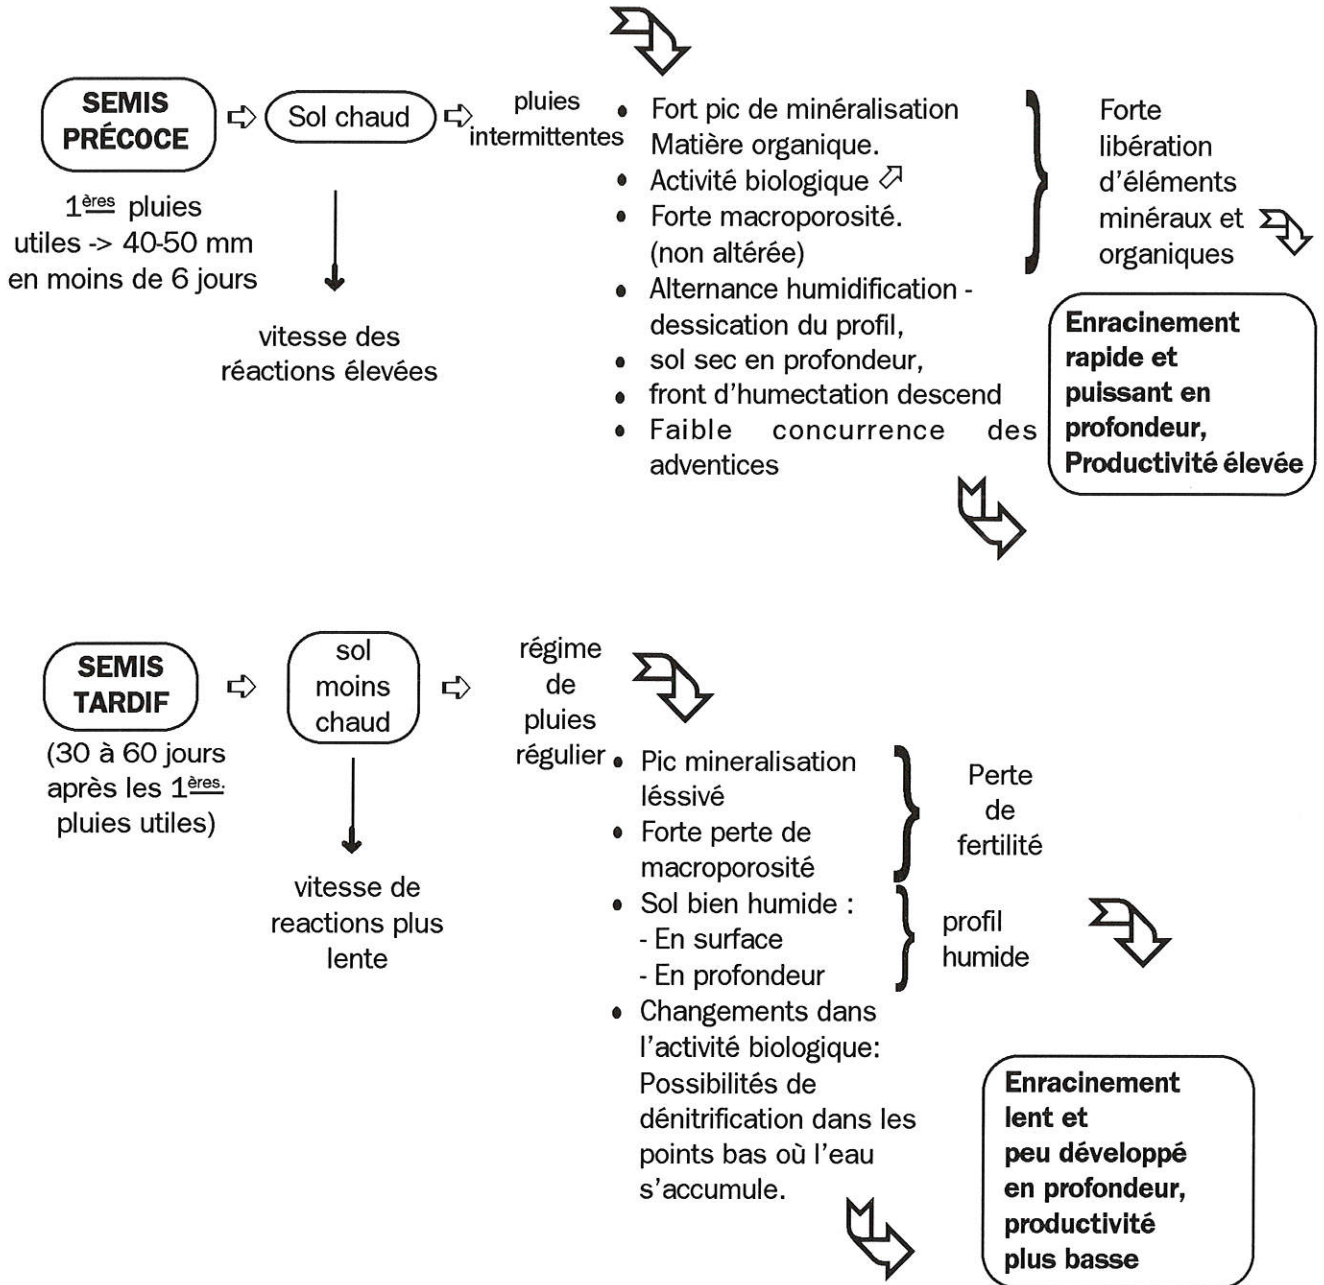 SEMIS
PRÉCOCE
1ères pluies
utiles -> 40-50 mm
en moins de 6 jours
Sol chaud
vitesse des
réactions élevées
pluies
intermittentes
• Fort pic de minéralisation
Matière organique.
• Activité biologique
• Forte macroporosité.
(non altérée)
• Alternance humidification -
dessication du profil,
• sol sec en profondeur,
• front d'humectation descend
• Faible concurrence des
adventices
Forte
libération
d'éléments
minéraux et
organiques
Enracinement
rapide et
puissant en
profondeur,
Productivité élevée
SEMIS
TARDIF
(30 à 60 jours
après les 1ères.
pluies utiles)
sol
moins
chaud
vitesse de
reactions plus
lente
régime
de
pluies
régulier
• Pic mineralisation
léssivé
• Forte perte de
macroporosité
• Sol bien humide :
- En surface
- En profondeur
• Changements dans
l'activité biologique:
Possibilités de
dénitrification dans les
points bas où l'eau
s'accumule.
Perte
de
fertilité
profil
humide
Enracinement
lent et
peu développé
en profondeur,
productivité
plus basse